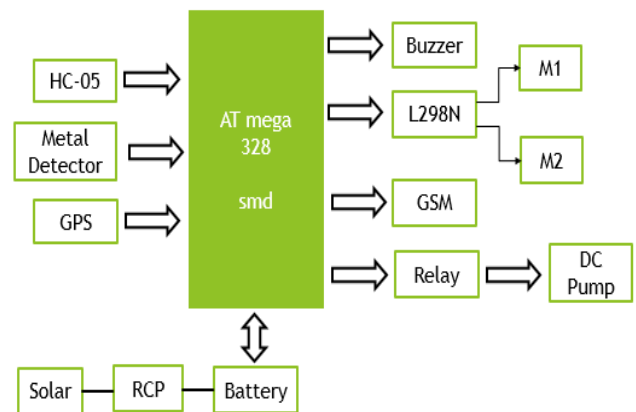 HC-05
Metal
Detector
GPS
AT mega
328
smd
Buzzer
L298N
M1
M2
GSM
Relay
DC
Pump
Solar
RCP
Battery